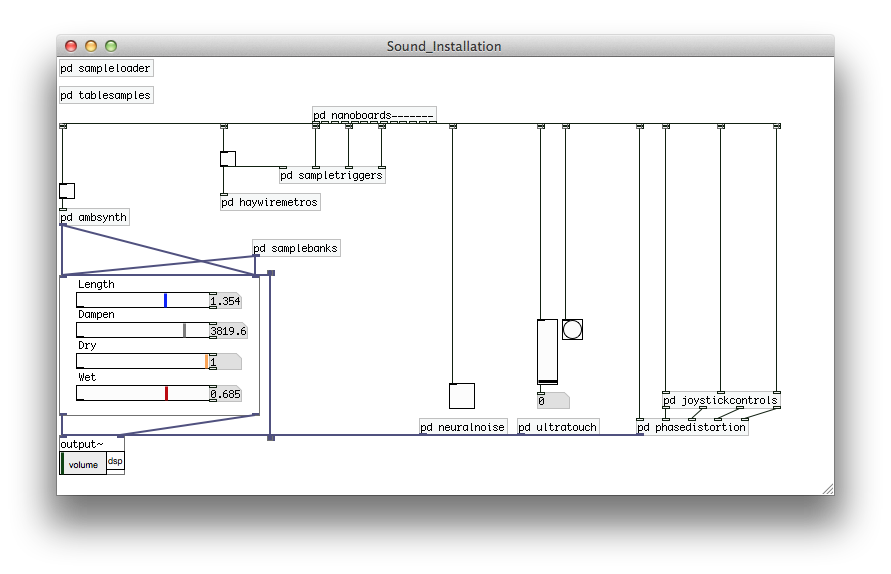 Sound_Installation
pd sampleloader
pd tablesamples
pd nanoboards-------
pd sampletriggers
pd haywiremetros
pd ambsynth
pd samplebanks
Length
1.354
Dampen
3819.6
Dry
1
Wet
0.685
0
pd joystickcontrols
pd neuralnoise
pd ultratouch
pd phasedistortion
output~
volume
dsp